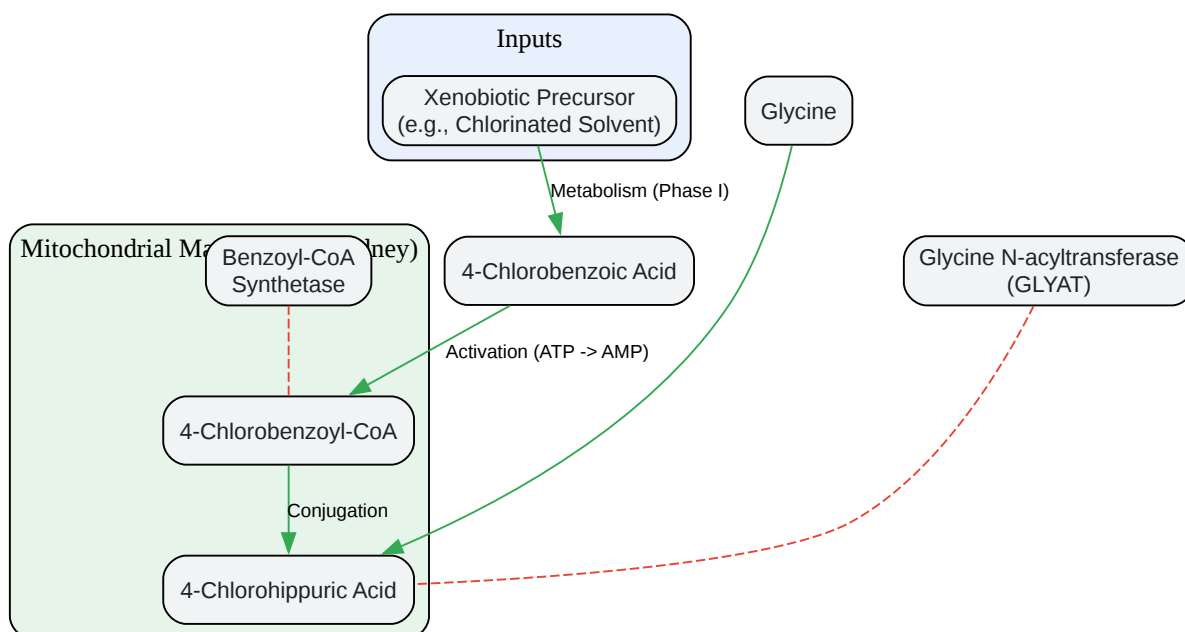 Inputs
Xenobiotic Precursor
(e.g., Chlorinated Solvent)
Glycine
Metabolism (Phase I)
Mitochondrial Ma
Benzoyl-CoA
Synthetase
4-Chlorobenzoic Acid
Glycine N-acyltransferase
(GLYAT)
Activation (ATP -> AMP)
4-Chlorobenzoyl-CoA
Conjugation
4-Chlorohippuric Acid